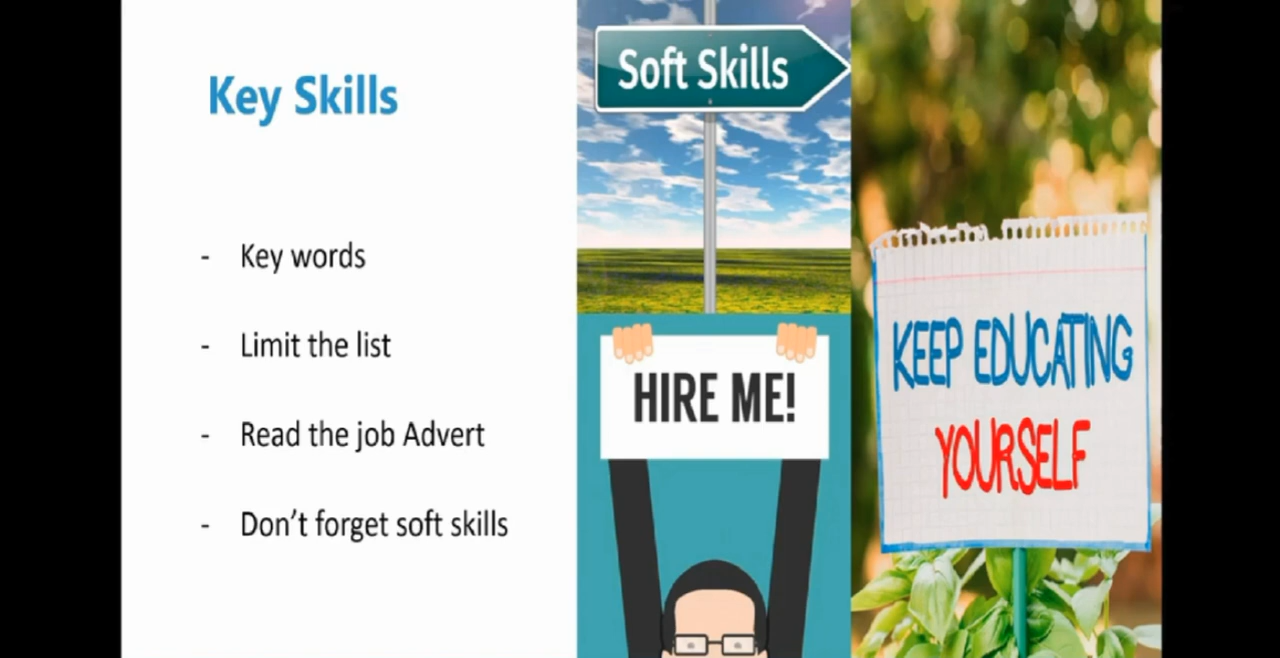 Key Skills
- Key words
- Limit the list
- Read the job Advert
- Don’t forget soft skills
Soft Skills
HIRE ME!
KEEP EDUCATING
YOURSELF